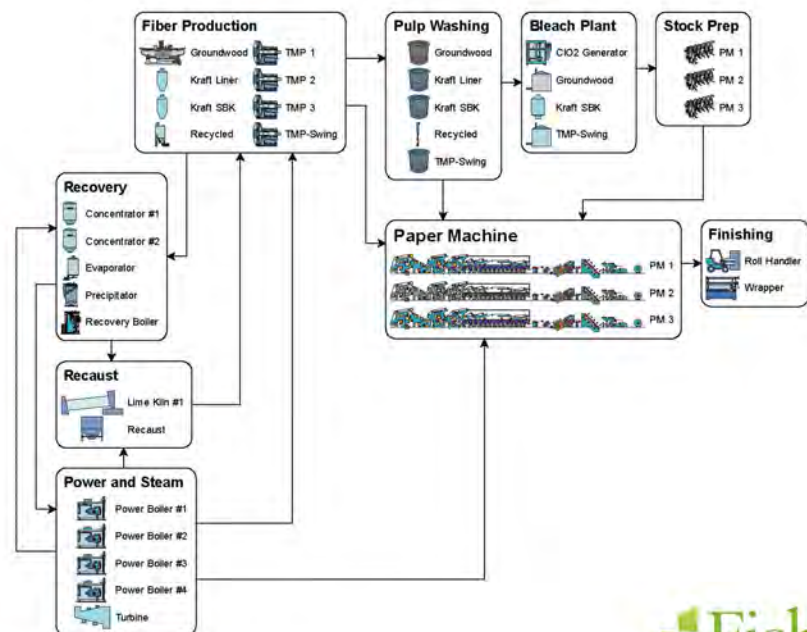 Fiber Production
Groundwood
TMP 1
Kraft Liner
TMP 2
Kraft SBK
TMP 3
Recycled
TMP-Swing
Pulp Washing
Groundwood
Kraft Liner
Kraft SBK
Recycled
TMP-Swing
Bleach Plant
ClO2 Generator
Groundwood
Kraft SBK
TMP-Swing
Stock Prep
PM 1
PM 2
PM 3
Recovery
Concentrator #1
Concentrator #2
Evaporator
Precipitator
Recovery Boiler
Paper Machine
PM 1
PM 2
PM 3
Finishing
Roll Handler
Wrapper
Recaust
Lime Kiln #1
Recaust
Power and Steam
Power Boiler #1
Power Boiler #2
Power Boiler #3
Power Boiler #4
Turbine